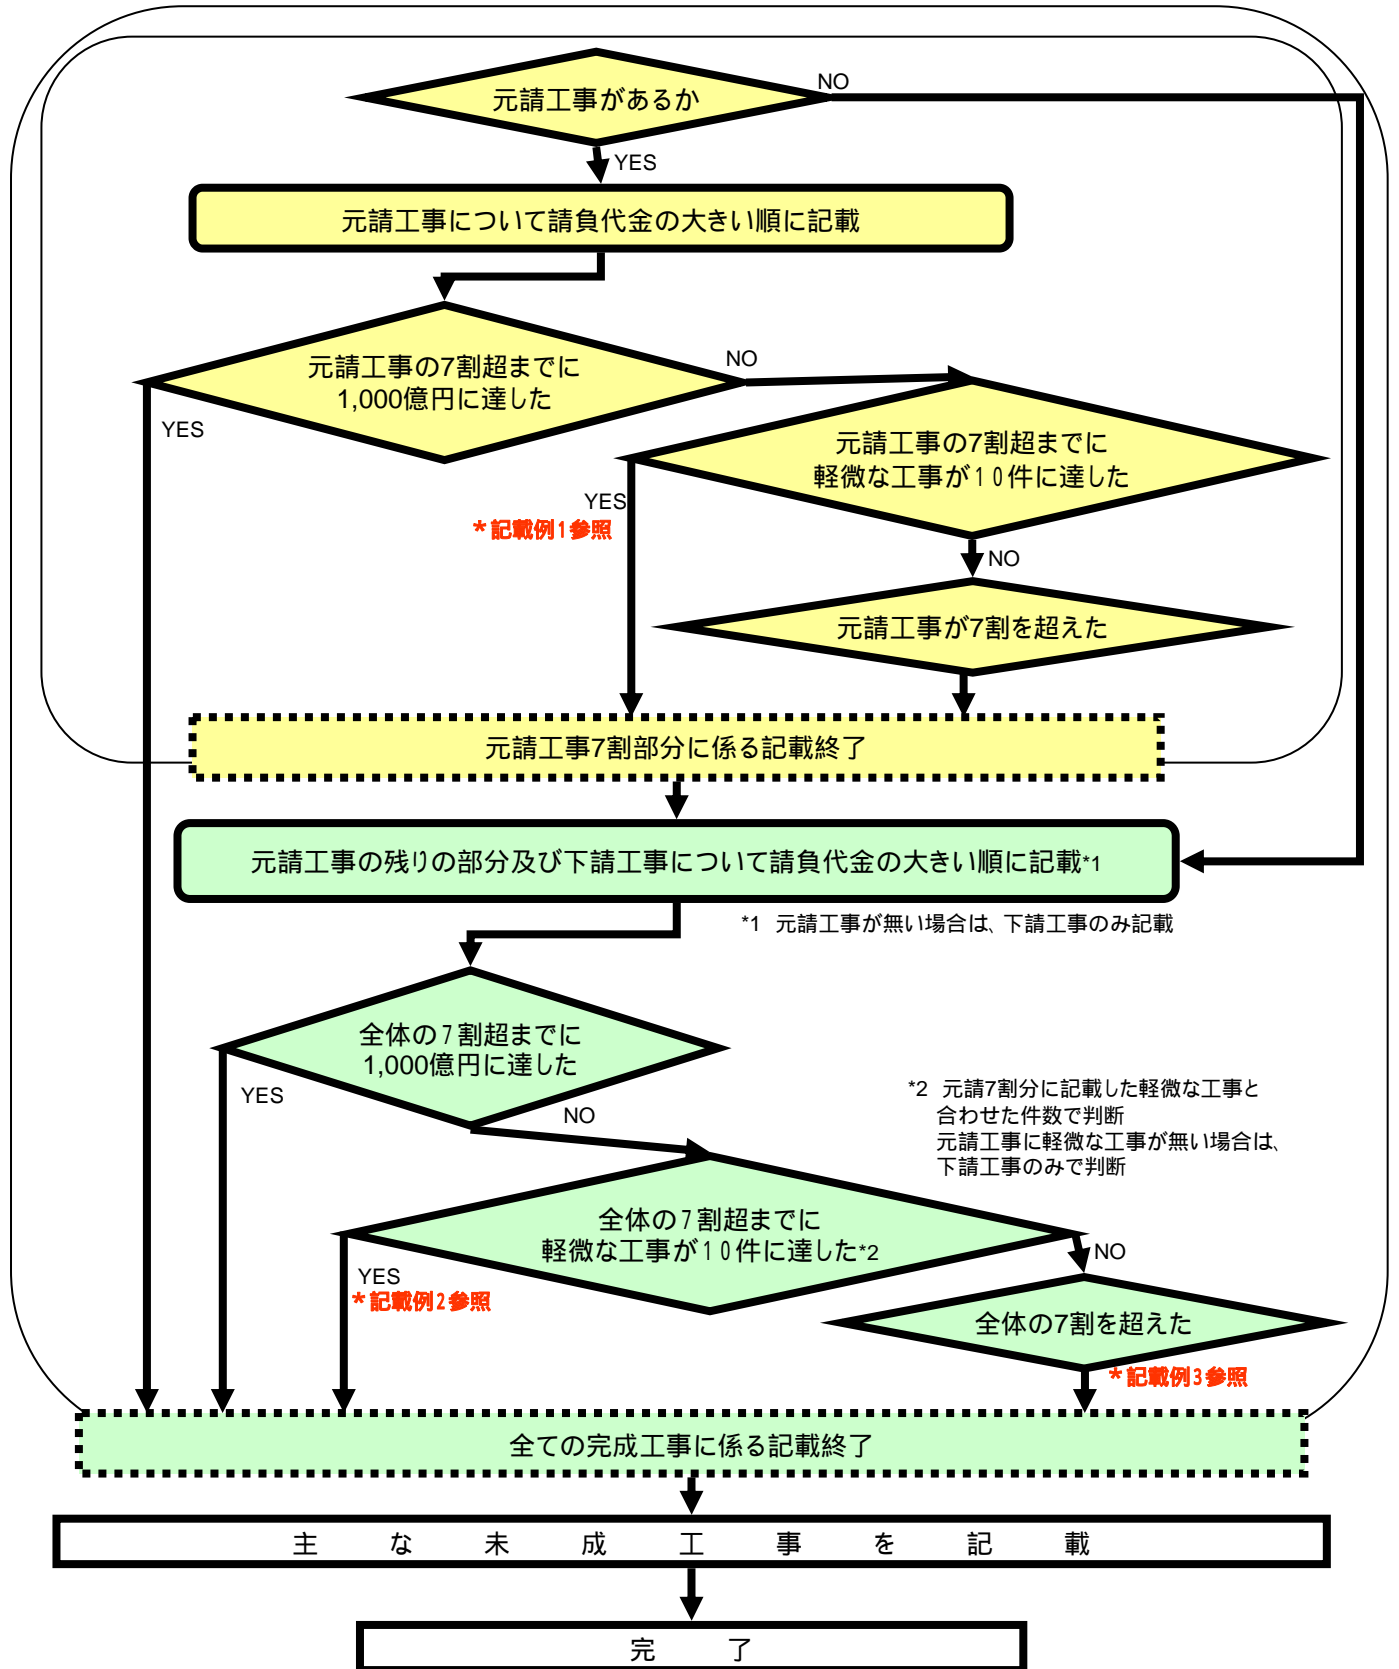 元請工事があるか
NO
YES
元請工事について請負代金の大きい順に記載
元請工事の7割超までに
1,000億円に達した
NO
YES
元請工事の7割超までに
軽微な工事が10件に達した
YES
*記載例1参照
NO
元請工事が7割を超えた
元請工事7割部分に係る記載終了
元請工事の残りの部分及び下請工事について請負代金の大きい順に記載*1
*1 元請工事が無い場合は、下請工事のみ記載
全体の7割超までに
1,000億円に達した
YES
NO
*2 元請7割分に記載した軽微な工事と
合わせた件数で判断
元請工事に軽微な工事が無い場合は、
下請工事のみで判断
全体の7割超までに
軽微な工事が10件に達した*2
YES
*記載例2参照
NO
全体の7割を超えた
*記載例3参照
全ての完成工事に係る記載終了
主な未成工事を記載
完了